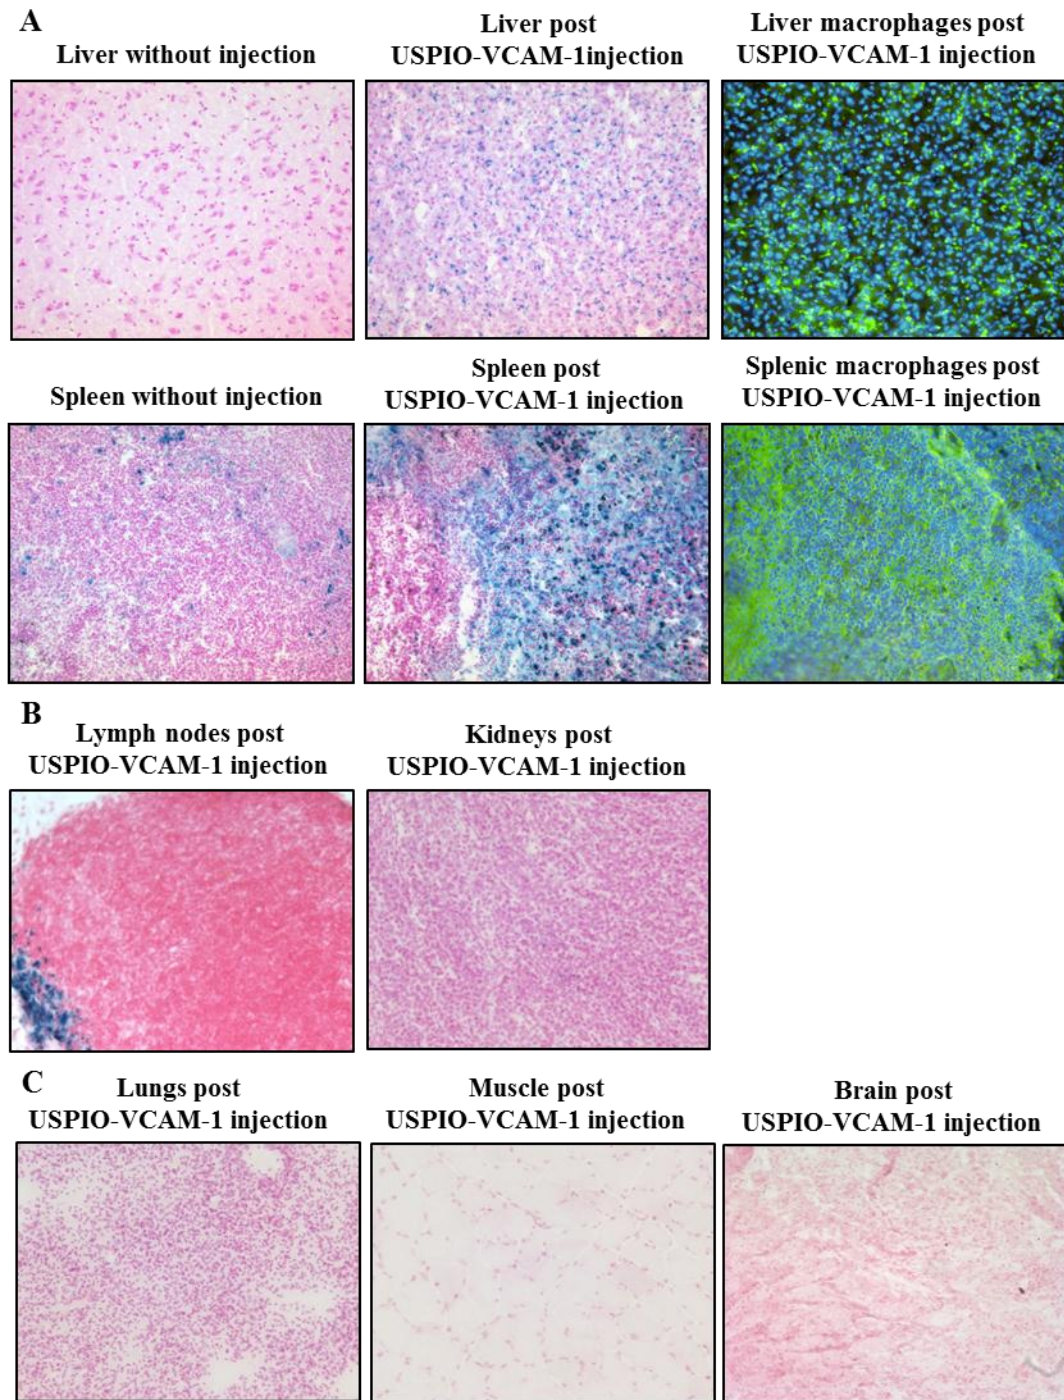 A
Liver without injection
Liver post
USPIO-VCAM-1injection
Liver macrophages post
USPIO-VCAM-1 injection
Spleen without injection
Spleen post
USPIO-VCAM-1 injection
Splenic macrophages post
USPIO-VCAM-1 injection
B
Lymph nodes post
USPIO-VCAM-1 injection
Kidneys post
USPIO-VCAM-1 injection
C
Lungs post
USPIO-VCAM-1 injection
Muscle post
USPIO-VCAM-1 injection
Brain post
USPIO-VCAM-1 injection